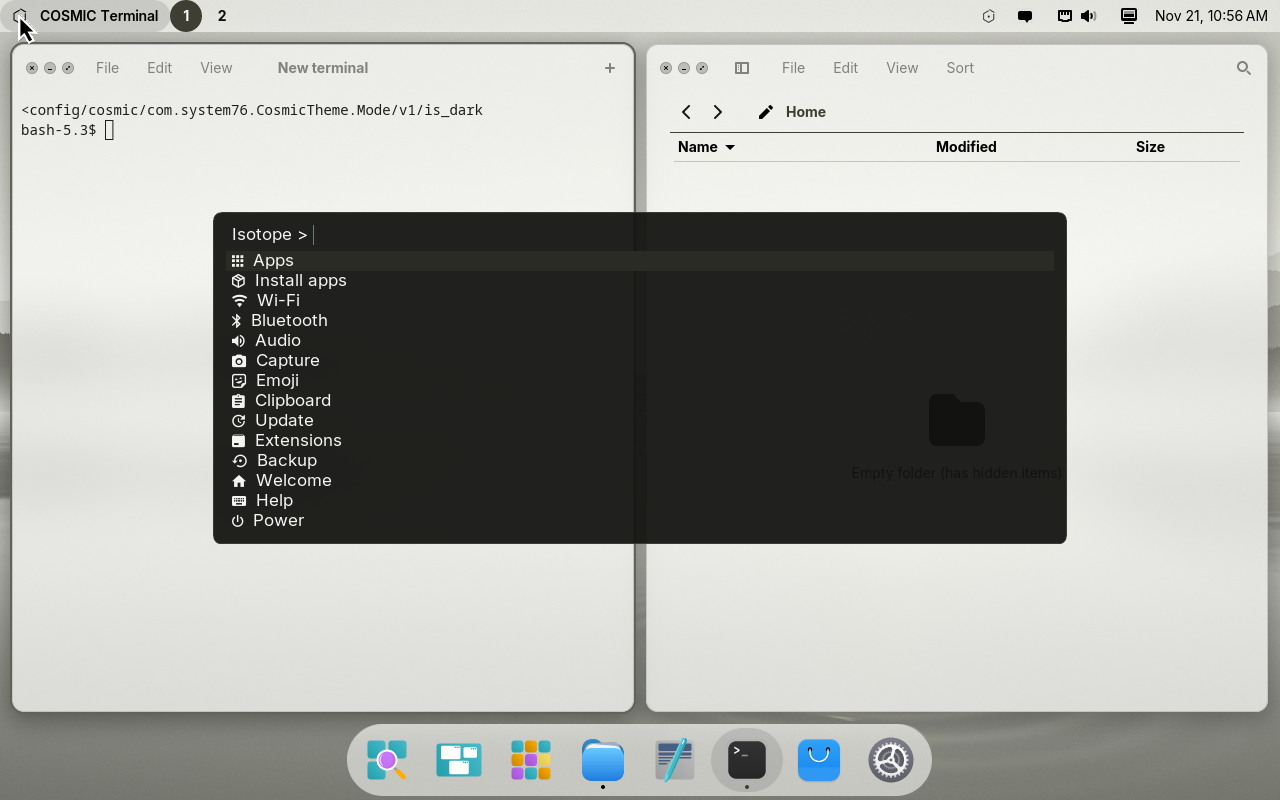 COSMIC Terminal 1 2 Nov 21, 10:56 AM
File Edit View New terminal
<config/cosmic/com.system76.CosmicTheme.Mode/v1/is_dark
bash-5.3$
File Edit View Sort
Home
Name Modified Size
Isotope >
Apps
Install apps
Wi-Fi
Bluetooth
Audio
Capture
Emoji
Clipboard
Update
Extensions
Backup
Welcome
Help
Power
Empty folder (has hidden items)